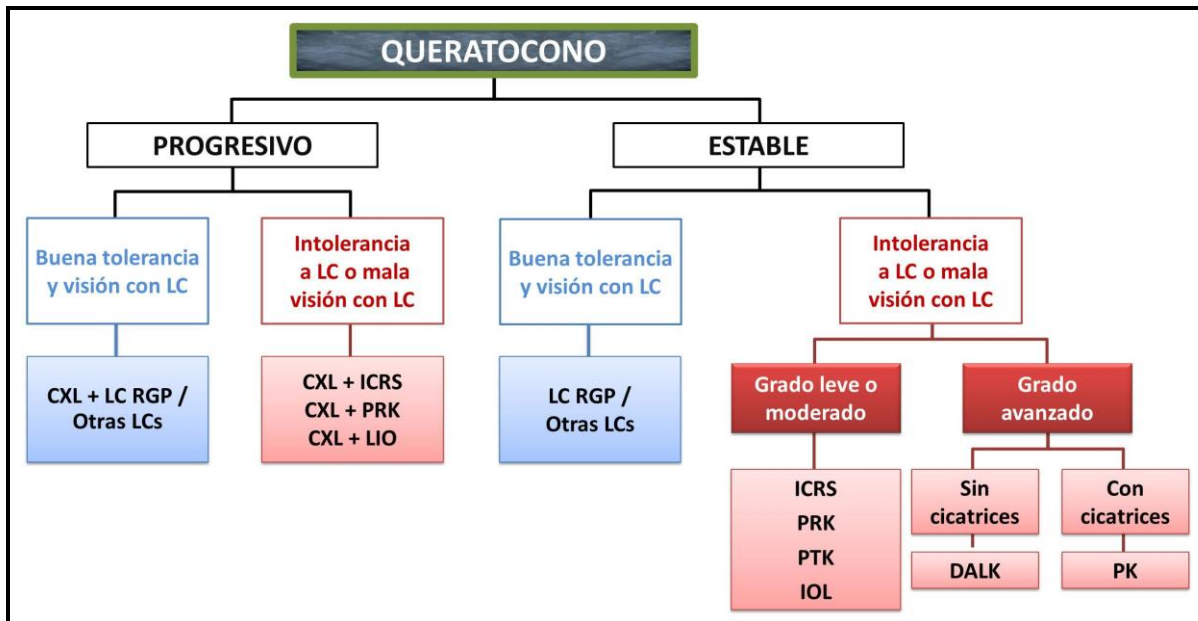 QUERATOCONO
PROGRESIVO
ESTABLE
Buena tolerancia
y visión con LC
Intolerancia
a LC o mala
visión con LC
Buena tolerancia
y visión con LC
Intolerancia
a LC o mala
visión con LC
CXL + LC RGP /
Otras LCs
CXL + ICRS
CXL + PRK
CXL + LIO
LC RGP /
Otras LCs
Grado leve o
moderado
Grado
avanzado
ICRS
PRK
PTK
IOL
Sin
cicatrices
Con
cicatrices
DALK
PK